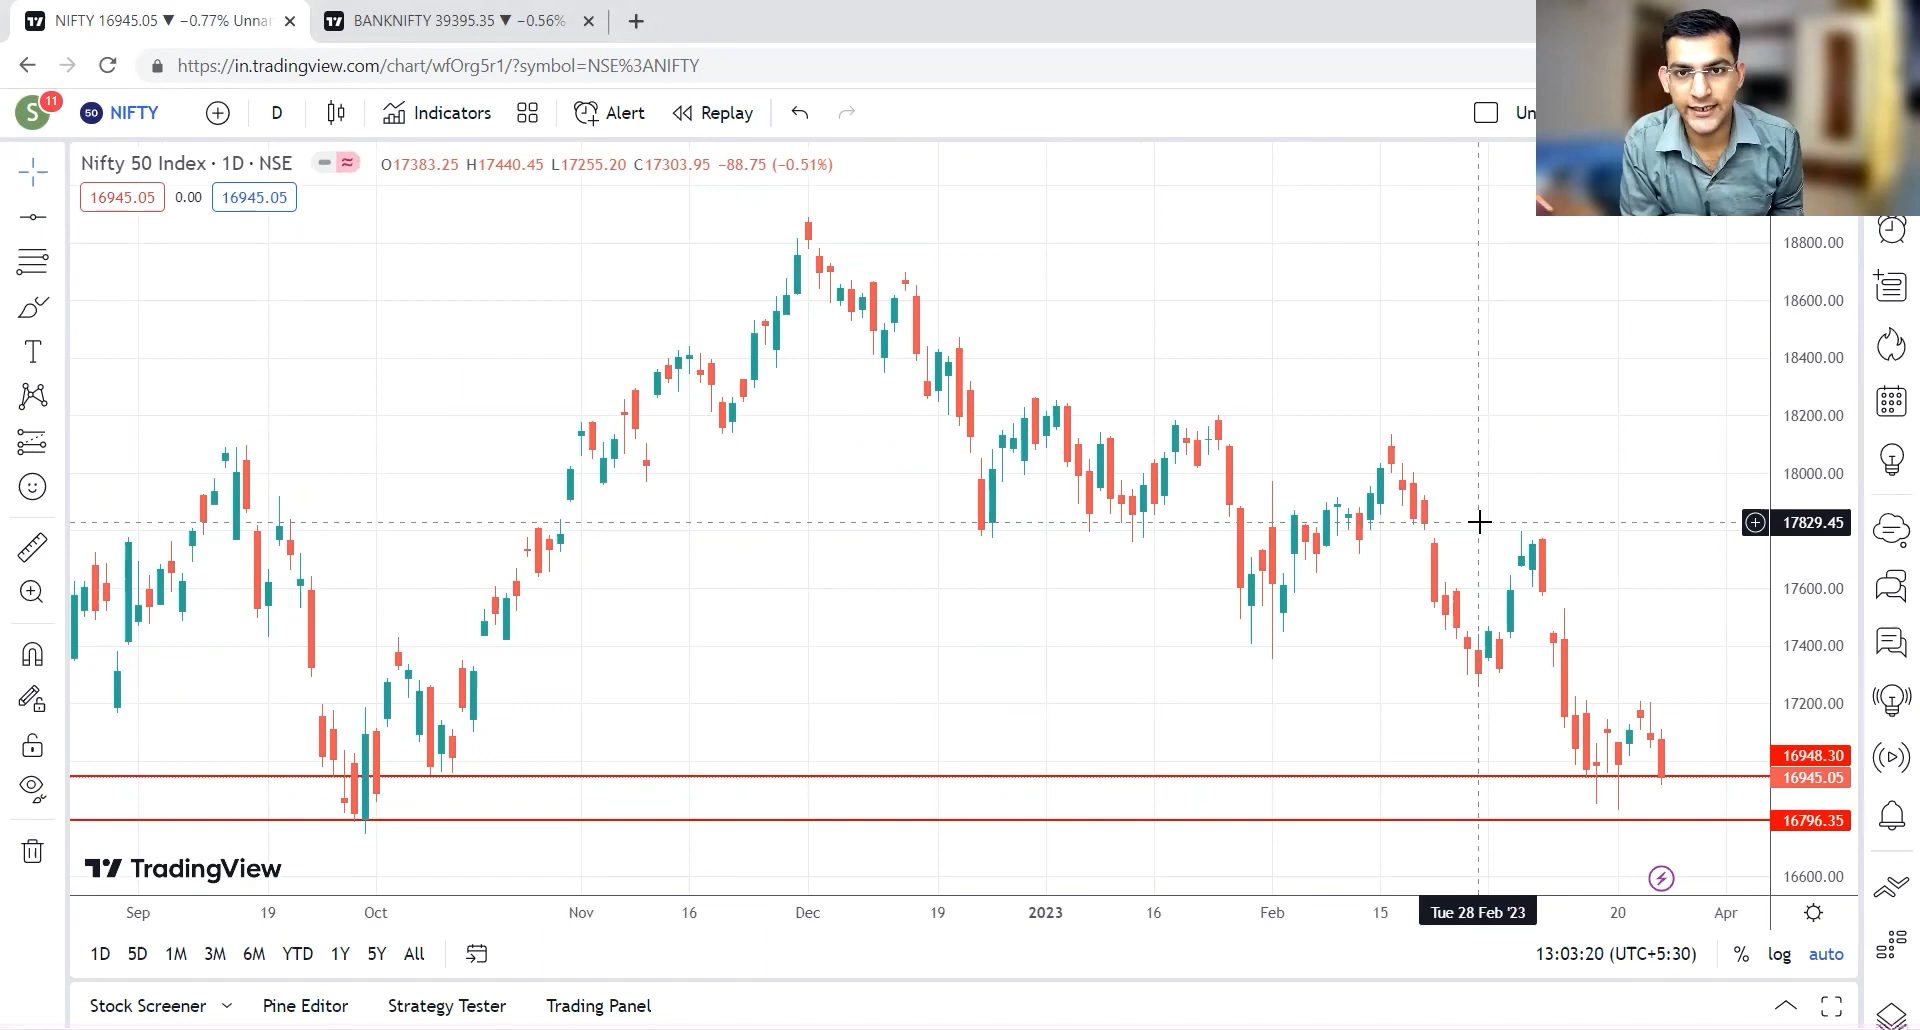 NIFTY 16945.05 ▼ −0.77% Unna
BANKNIFTY 39395.35 ▼ −0.56%
https://in.tradingview.com/chart/wfOrg5r1/?symbol=NSE%3ANIFTY
S 11 50 NIFTY D Indicators Alert Replay Un
Nifty 50 Index · 1D · NSE O17383.25 H17440.45 L17255.20 C17303.95 −88.75 (−0.51%)
16945.05 0.00 16945.05
18800.00
18600.00
18400.00
18200.00
18000.00
17829.45
17600.00
17400.00
17200.00
16948.30
16945.05
16796.35
16600.00
TradingView
Sep 19 Oct Nov 16 Dec 19 2023 16 Feb 15 Tue 28 Feb '23 20 Apr
1D 5D 1M 3M 6M YTD 1Y 5Y All 13:03:20 (UTC+5:30) % log auto
Stock Screener Pine Editor Strategy Tester Trading Panel